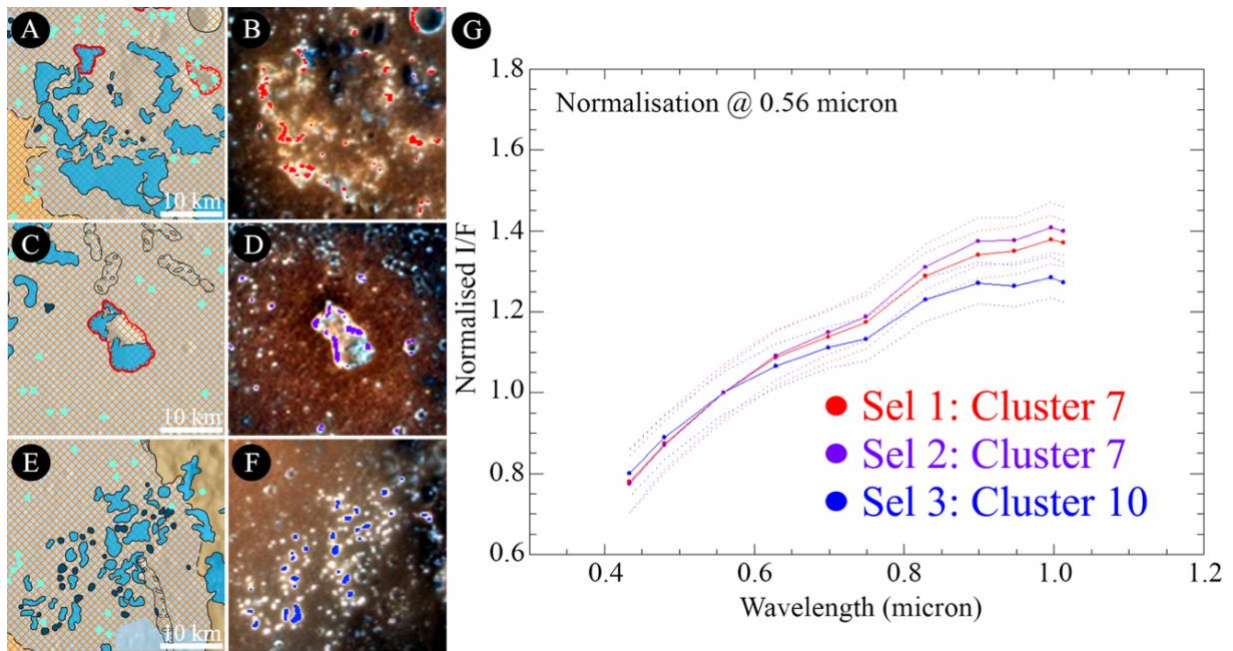 A
B
G
10 km
C
D
10 km
E
F
10 km
1.8
1.6
1.4
1.2
1.0
0.8
0.6
Normalised I/F
Normalisation @ 0.56 micron
Sel 1: Cluster 7
Sel 2: Cluster 7
Sel 3: Cluster 10
0.4
0.6
0.8
1.0
1.2
Wavelength (micron)